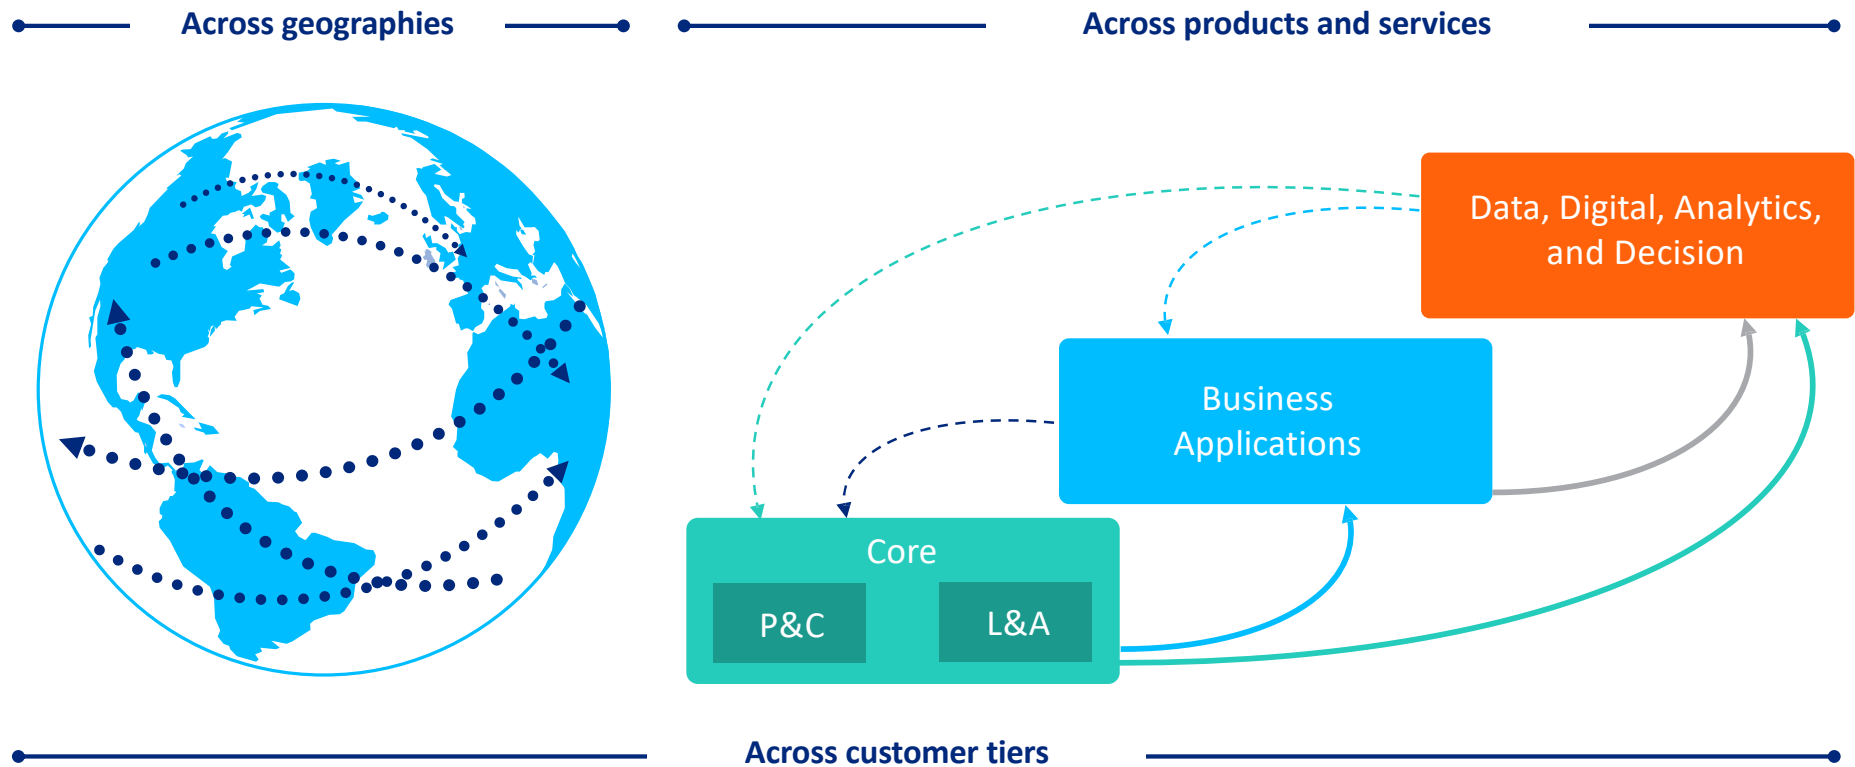 Across geographies
Across products and services
Data, Digital, Analytics,
and Decision
Business
Applications
Core
P&C
L&A
Across customer tiers